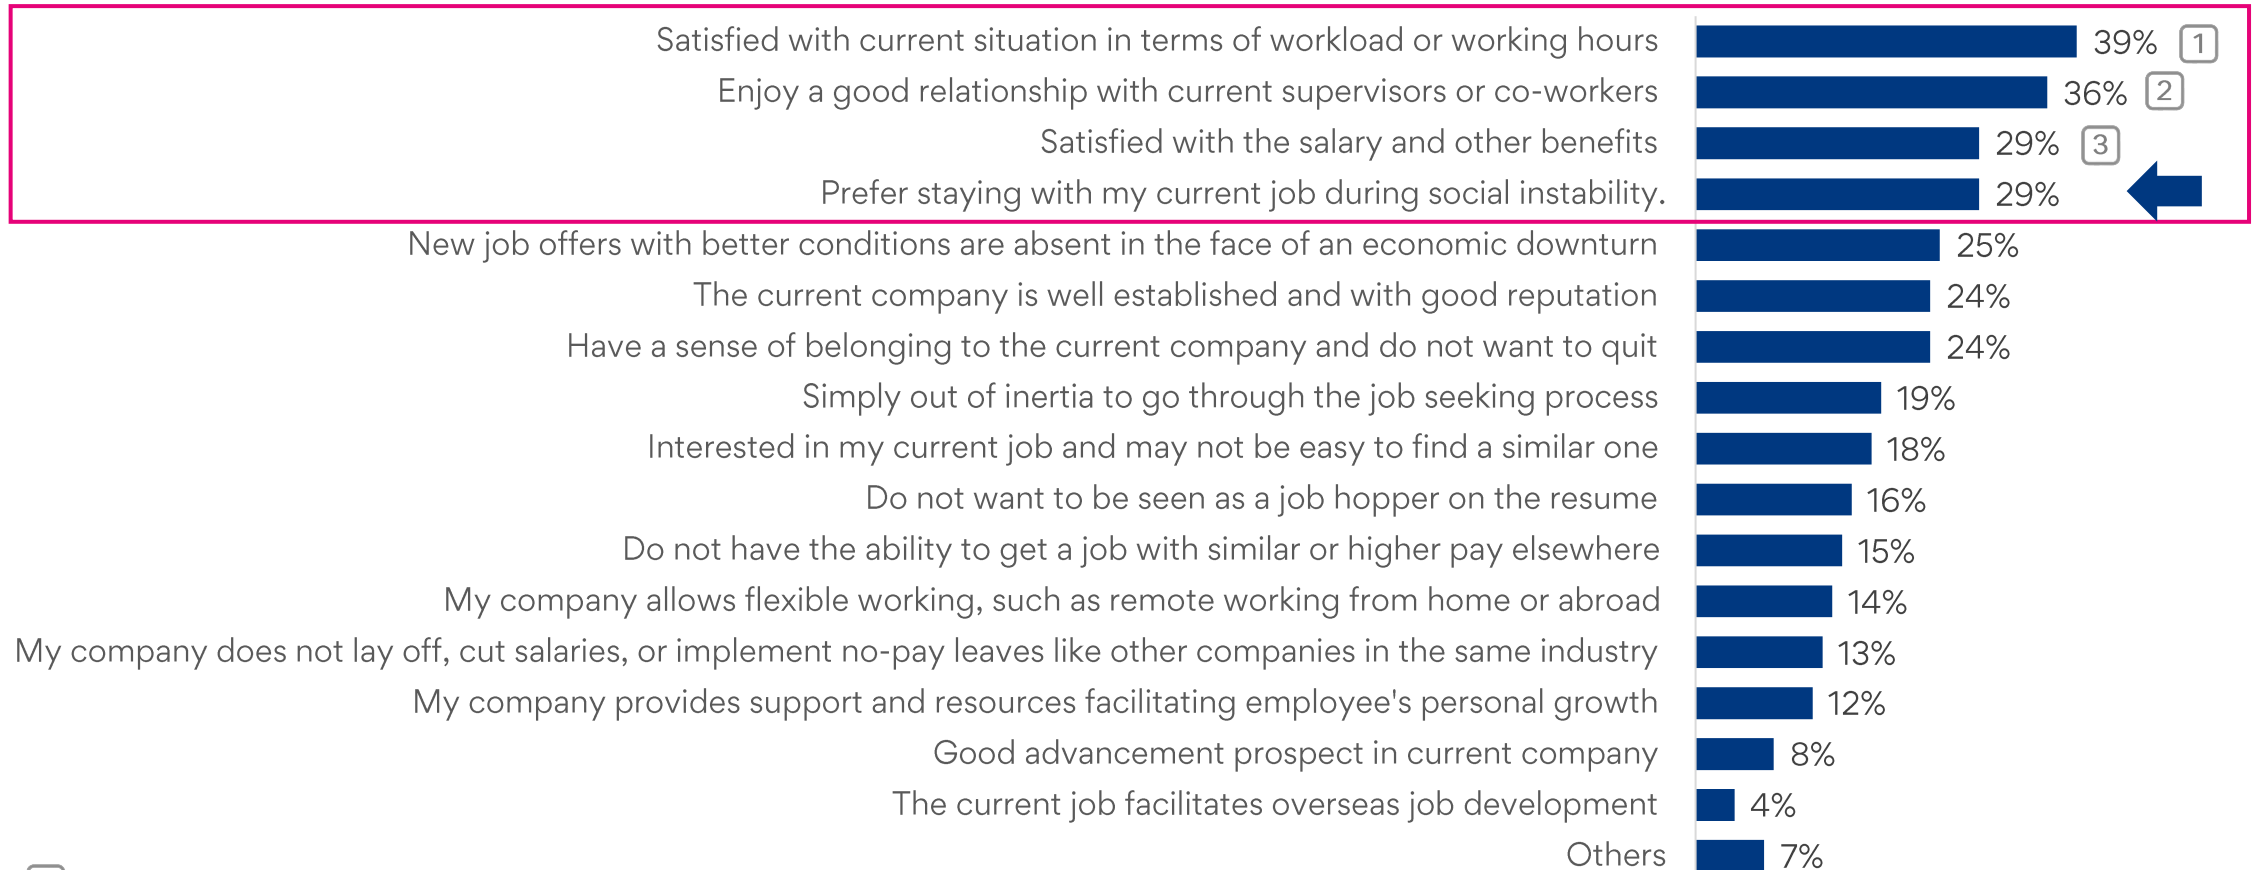 Satisfied with current situation in terms of workload or working hours 39% 1
Enjoy a good relationship with current supervisors or co-workers 36% 2
Satisfied with the salary and other benefits 29% 3
Prefer staying with my current job during social instability. 29%
New job offers with better conditions are absent in the face of an economic downturn 25%
The current company is well established and with good reputation 24%
Have a sense of belonging to the current company and do not want to quit 24%
Simply out of inertia to go through the job seeking process 19%
Interested in my current job and may not be easy to find a similar one 18%
Do not want to be seen as a job hopper on the resume 16%
Do not have the ability to get a job with similar or higher pay elsewhere 15%
My company allows flexible working, such as remote working from home or abroad 14%
My company does not lay off, cut salaries, or implement no-pay leaves like other companies in the same industry 13%
My company provides support and resources facilitating employee's personal growth 12%
Good advancement prospect in current company 8%
The current job facilitates overseas job development 4%
Others 7%